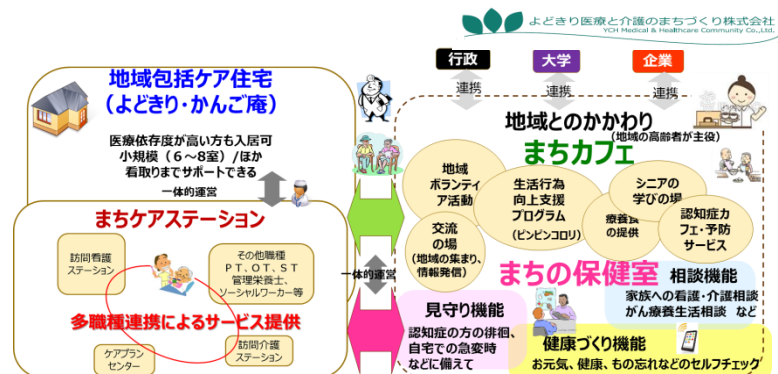 よどきり医療と介護のまちづくり株式会社
YCH Medical & Healthcare Community Co.,Ltd.
行政
大学
企業
連携
連携
連携
地域包括ケア住宅
（よどきり・かんご庵）
医療依存度が高い方も入居可
小規模（６～８室）/ほか
看取りまでサポートできる
一体的運営
まちケアステーション
訪問看護
ステーション
その他職種
ＰＴ、ＯＴ、ＳＴ
管理栄養士、
ソーシャルワーカー等
多職種連携によるサービス提供
ケアプラン
センター
訪問介護
ステーション
一体的運営
地域とのかかわり
（地域の高齢者が主役）
まちカフェ
地域
ボランティ
ア活動
生活行為
向上支援
プログラム
（ピンピンコロリ）
シニアの
学びの場
療養食
の提供
認知症カ
フェ・予防
サービス
交流
の場
（地域の集まり、
情報発信）
まちの保健室
相談機能
家族への看護・介護相談
がん療養生活相談 など
見守り機能
認知症の方の徘徊、
自宅での急変時
などに備えて
健康づくり機能
お元気、健康、もの忘れなどのセルフチェック